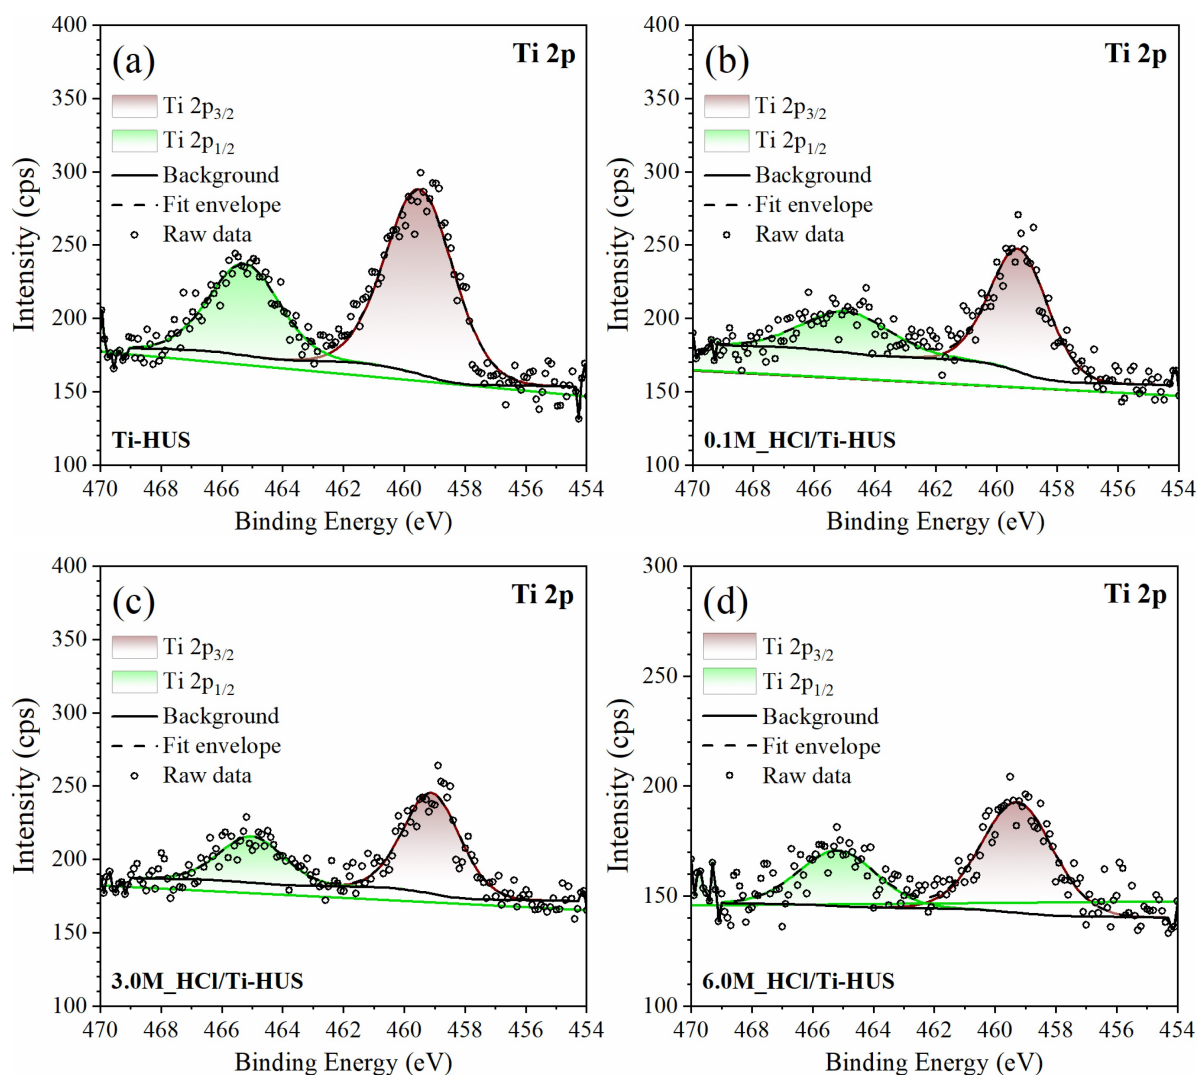 (a)
Ti 2p
Ti 2p3/2
Ti 2p1/2
Background
Fit envelope
Raw data
Ti-HUS
Intensity (cps)
400
350
300
250
200
150
100
470 468 466 464 462 460 458 456 454
Binding Energy (eV)
(b)
Ti 2p
Ti 2p3/2
Ti 2p1/2
Background
Fit envelope
Raw data
0.1M_HCl/Ti-HUS
Intensity (cps)
400
350
300
250
200
150
100
470 468 466 464 462 460 458 456 454
Binding Energy (eV)
(c)
Ti 2p
Ti 2p3/2
Ti 2p1/2
Background
Fit envelope
Raw data
3.0M_HCl/Ti-HUS
Intensity (cps)
400
350
300
250
200
150
100
470 468 466 464 462 460 458 456 454
Binding Energy (eV)
(d)
Ti 2p
Ti 2p3/2
Ti 2p1/2
Background
Fit envelope
Raw data
6.0M_HCl/Ti-HUS
Intensity (cps)
300
250
200
150
100
470 468 466 464 462 460 458 456 454
Binding Energy (eV)